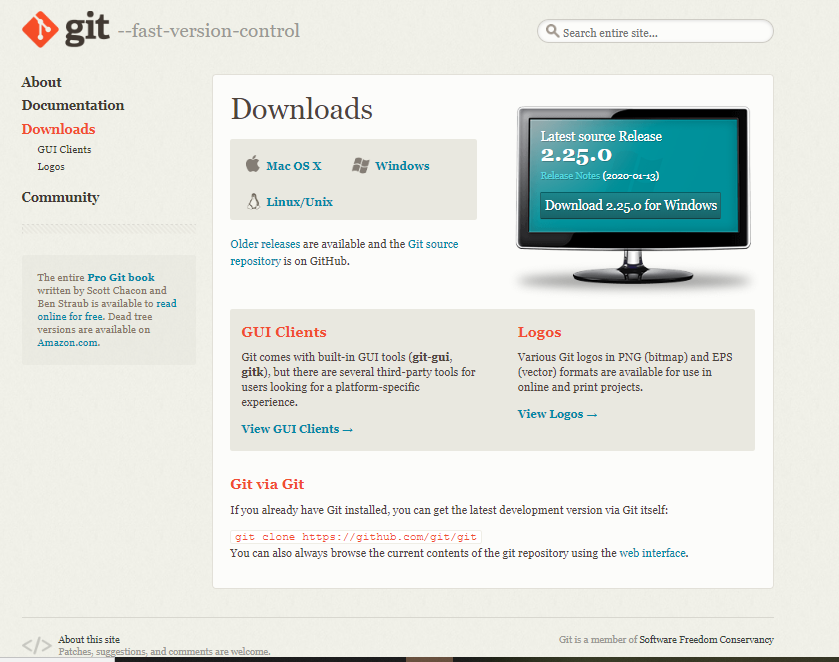 git --fast-version-control
Search entire site...
About
Documentation
Downloads
GUI Clients
Logos
Community
The entire Pro Git book
written by Scott Chacon and
Ben Straub is available to read
online for free. Dead tree
versions are available on
Amazon.com.
Downloads
Mac OS X
Windows
Linux/Unix
Older releases are available and the Git source
repository is on GitHub.
Latest source Release
2.25.0
Release Notes (2020-01-13)
Download 2.25.0 for Windows
GUI Clients
Git comes with built-in GUI tools (git-gui,
gitk), but there are several third-party tools for
users looking for a platform-specific
experience.
View GUI Clients →
Logos
Various Git logos in PNG (bitmap) and EPS
(vector) formats are available for use in
online and print projects.
View Logos →
Git via Git
If you already have Git installed, you can get the latest development version via Git itself:
git clone https://github.com/git/git
You can also always browse the current contents of the git repository using the web interface.
</> About this site
Patches, suggestions, and comments are welcome.
Git is a member of Software Freedom Conservancy